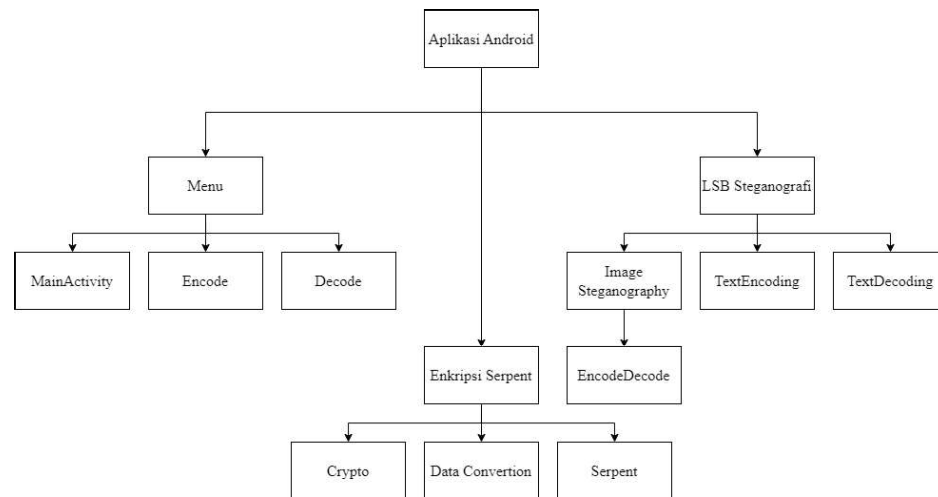 Aplikasi Android
Menu
LSB Steganografi
MainActivity
Encode
Decode
Image
Steganography
TextEncoding
TextDecoding
Enkripsi Serpent
EncodeDecode
Crypto
Data Convertion
Serpent